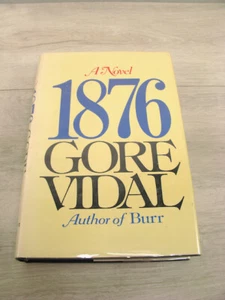 A Novel
1876
GORE
VIDAL
Author of Burr